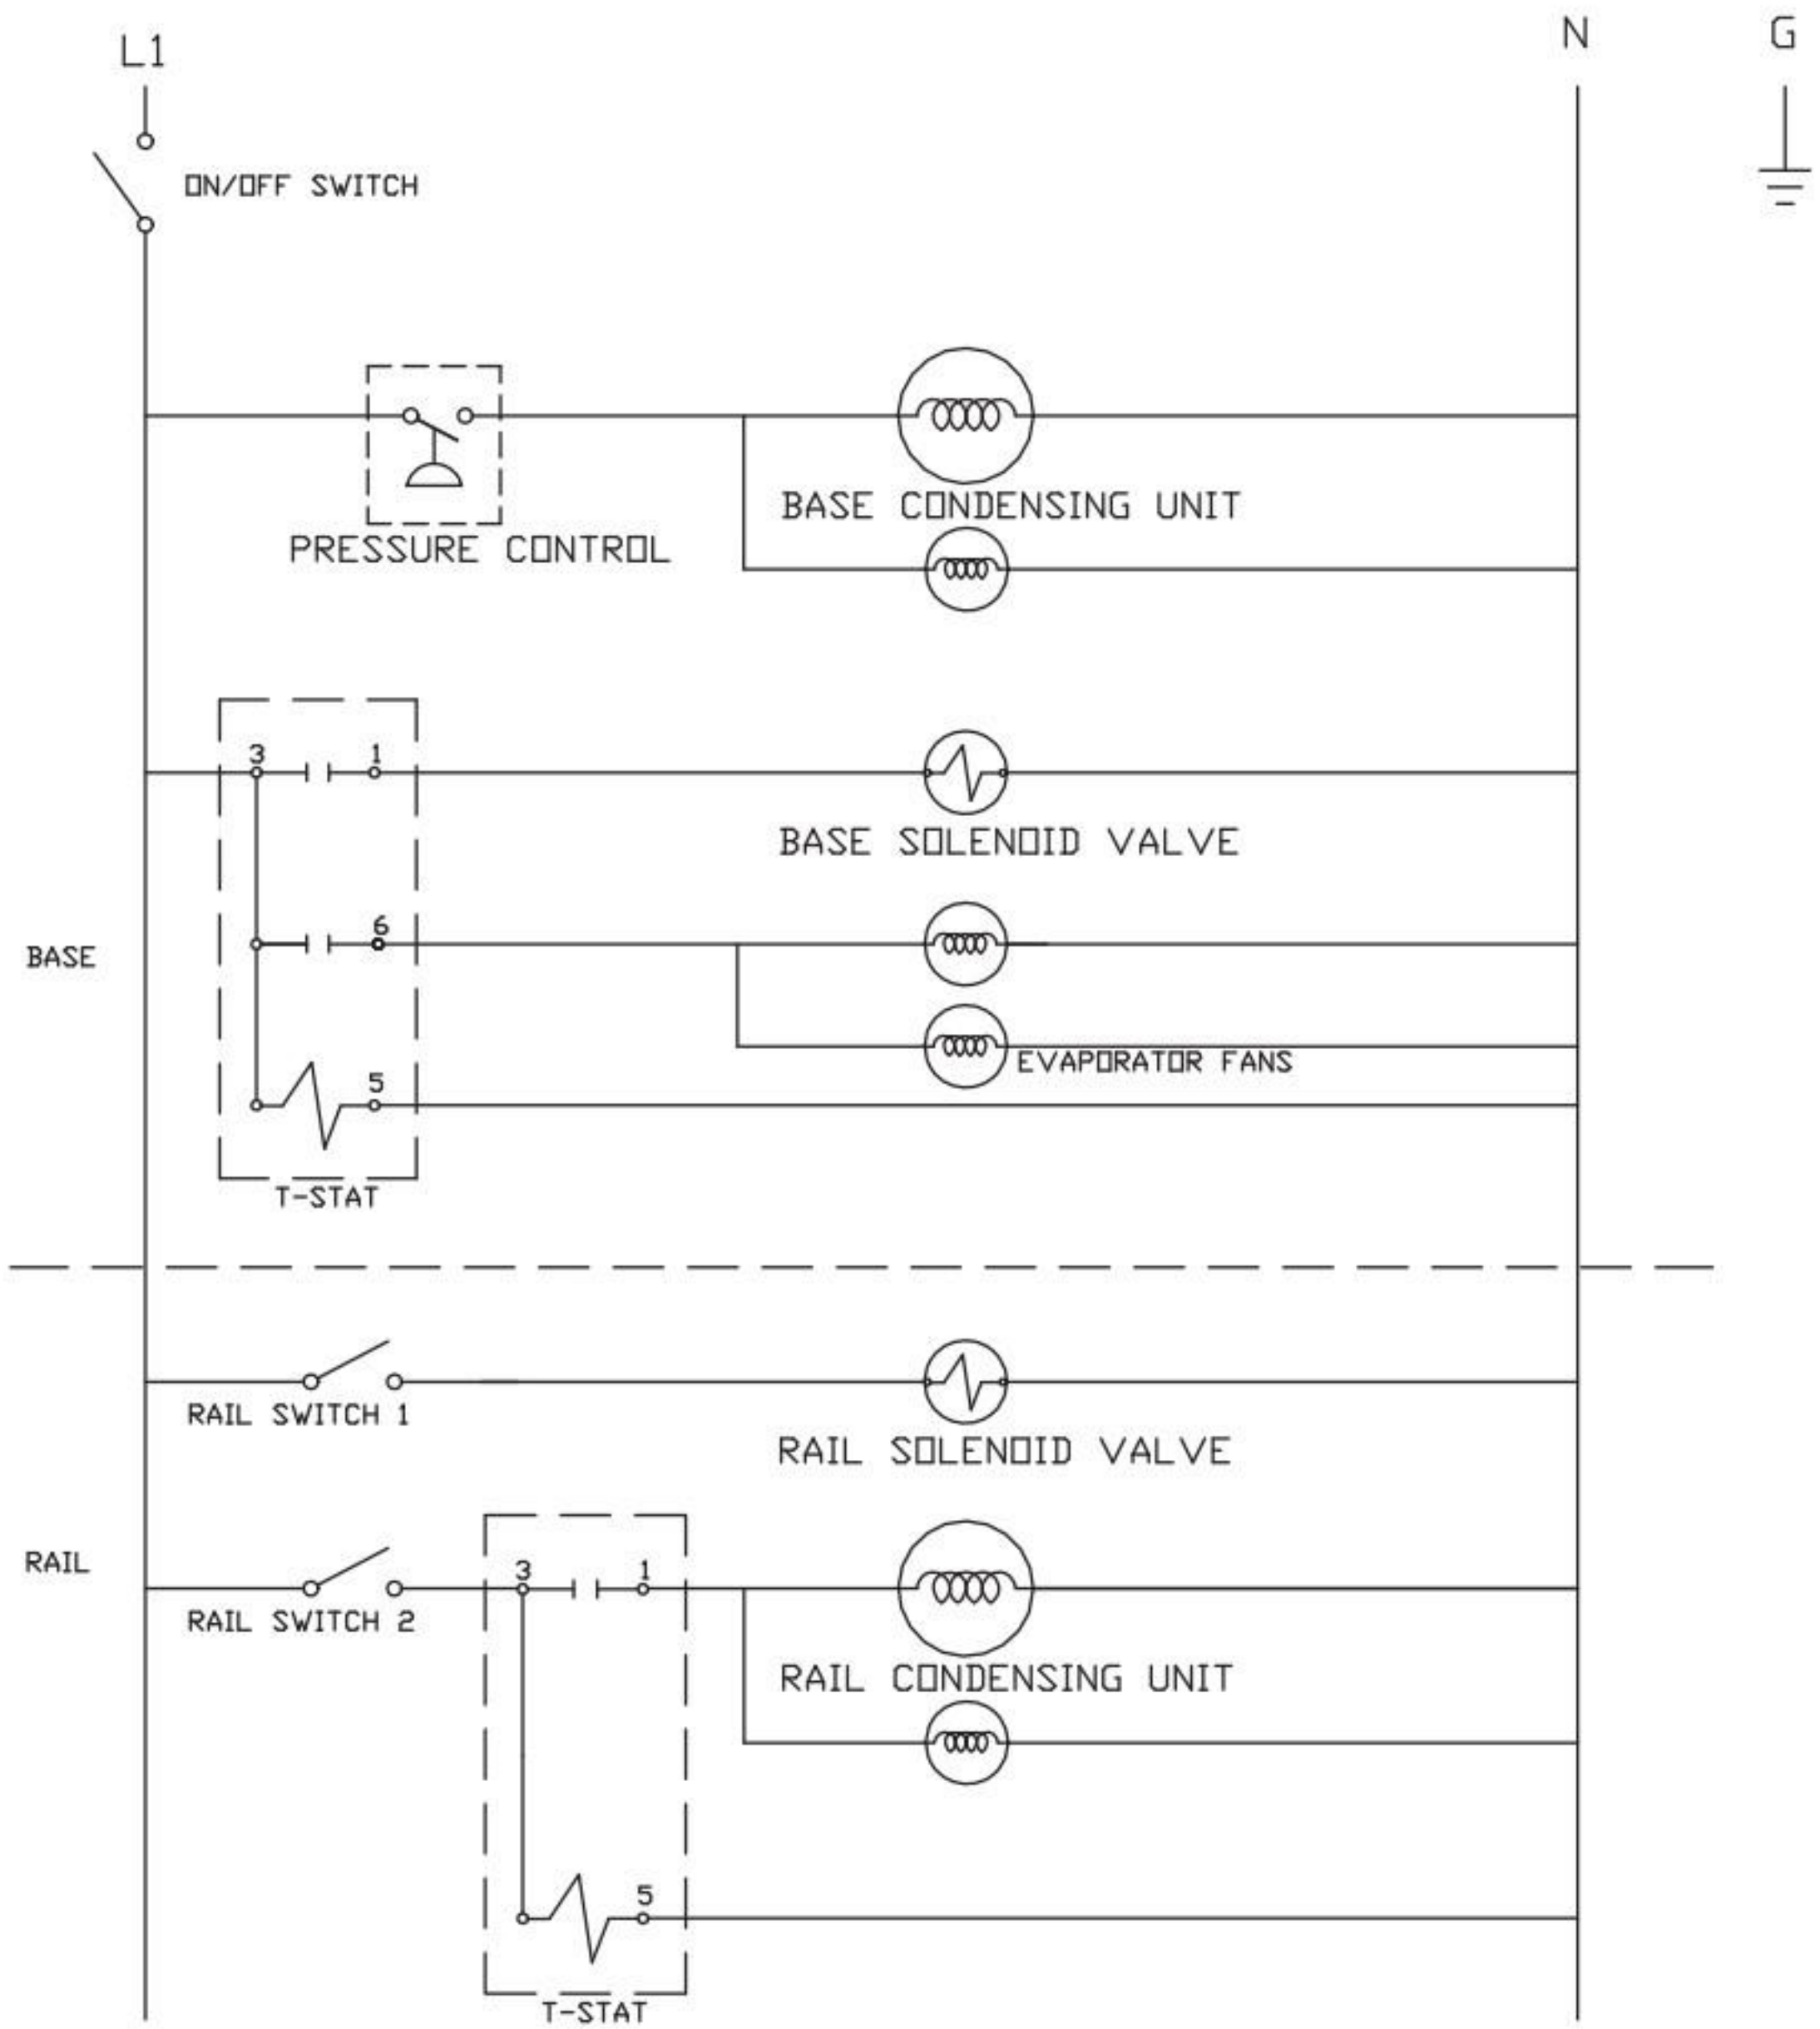 L1
N
G
ON/OFF SWITCH
BASE CONDENSING UNIT
PRESSURE CONTROL
3
1
BASE SOLENOID VALVE
6
BASE
EVAPORATOR FANS
5
T-STAT
RAIL SWITCH 1
RAIL SOLENOID VALVE
RAIL
3
1
RAIL SWITCH 2
RAIL CONDENSING UNIT
5
T-STAT